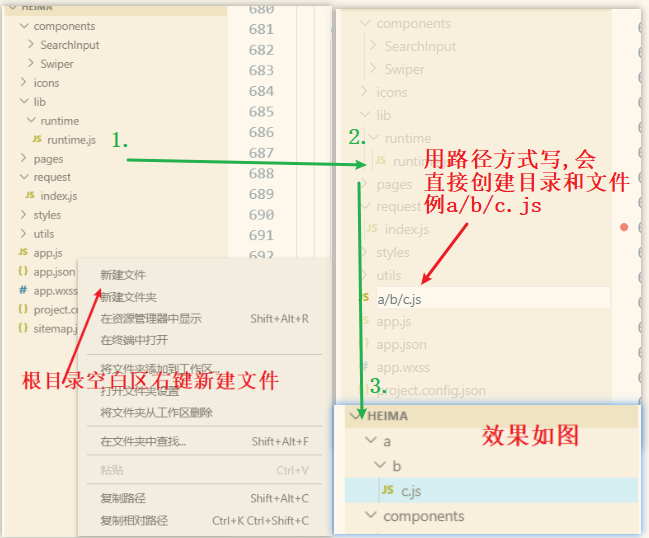 HEIMA
components
SearchInput
Swiper
icons
lib
runtime
JS runtime.js
pages
request
JS index.js
styles
utils
JS app.js
{ } app.json
# app.wxss
{ } project.c
{ } sitemap.j
680
681
682
683
684
685
686
687
688
689
690
691
692
1.
新建文件
新建文件夹
在资源管理器中显示 Shift+Alt+R
在终端中打开
将文件夹添加到工作区...
打开文件夹设置
将文件夹从工作区删除
在文件夹中查找... Shift+Alt+F
粘贴 Ctrl+V
复制路径 Shift+Alt+C
复制相对路径 Ctrl+K Ctrl+Shift+C
根目录空白区右键新建文件
components
SearchInput
Swiper
icons
lib
2.
runtime
JS runtim
pages
request
JS index.js
styles
utils
JS a/b/c.js
JS app.js
{ } app.json
# app.wxss
project.config.json
用路径方式写,会
直接创建目录和文件
例a/b/c.js
3.
HEIMA
a
b
JS c.js
components
效果如图